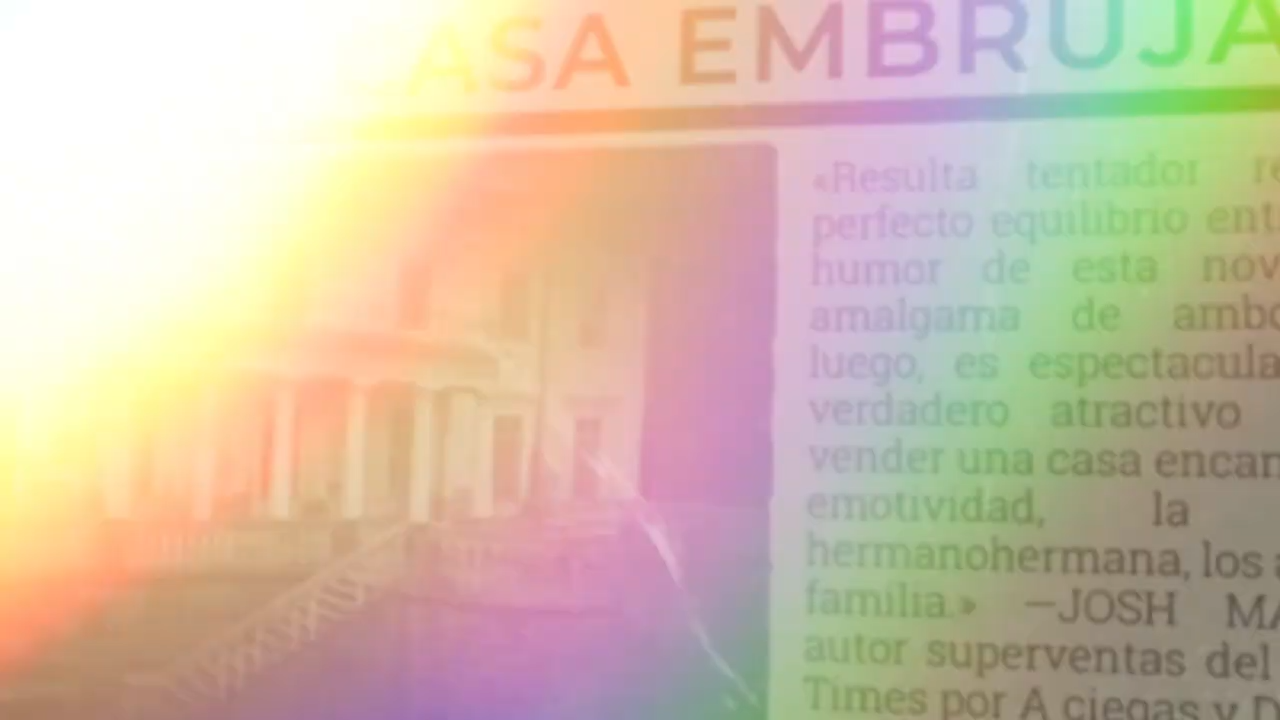 ASA EMBRUJA
«Resulta tentador
perfecto equilibrio ent
humor de esta nov
amalgama de ambo
luego, es espectacula
verdadero atractivo
vender una casa encan
emotividad, la
hermanohermana, los a
familia.» —JOSH MA
autor superventas del
Times por A ciegas y D